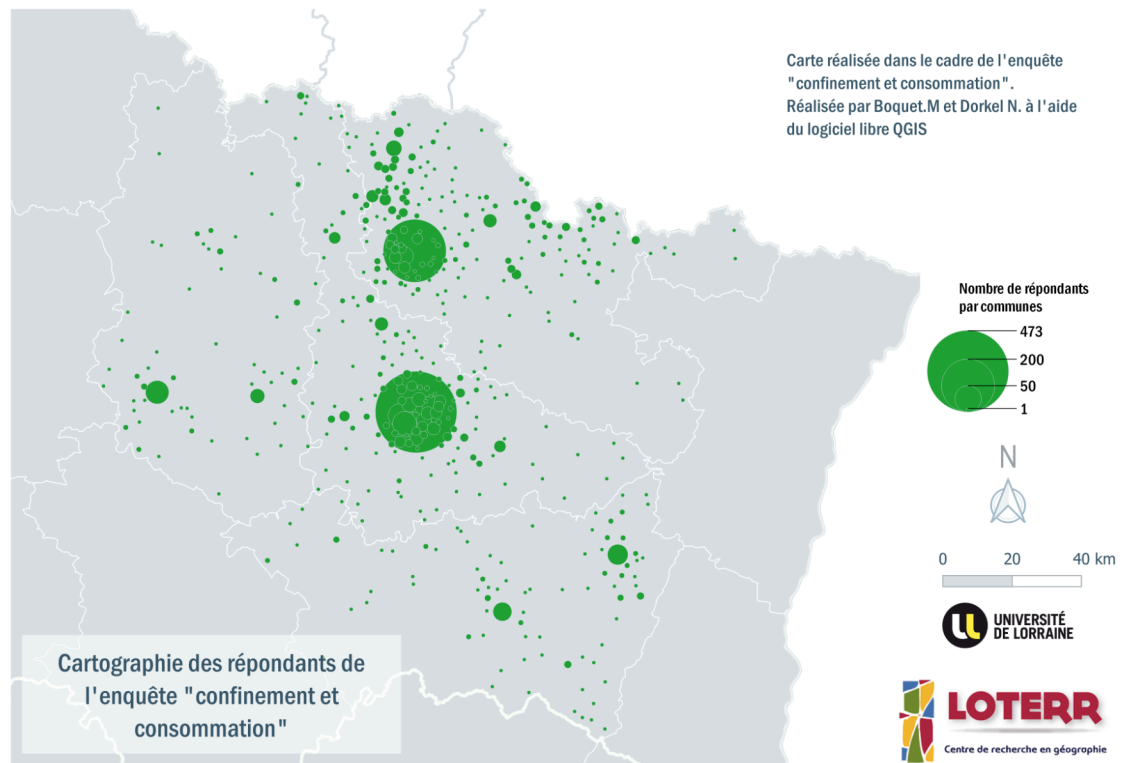 Carte réalisée dans le cadre de l'enquête
"confinement et consommation".
Réalisée par Boquet.M et Dorkel N. à l'aide
du logiciel libre QGIS
Nombre de répondants
par communes
473
200
50
1
N
0 20 40 km
UNIVERSITÉ
DE LORRAINE
LOTERR
Centre de recherche en géographie
Cartographie des répondants de
l'enquête "confinement et
consommation"